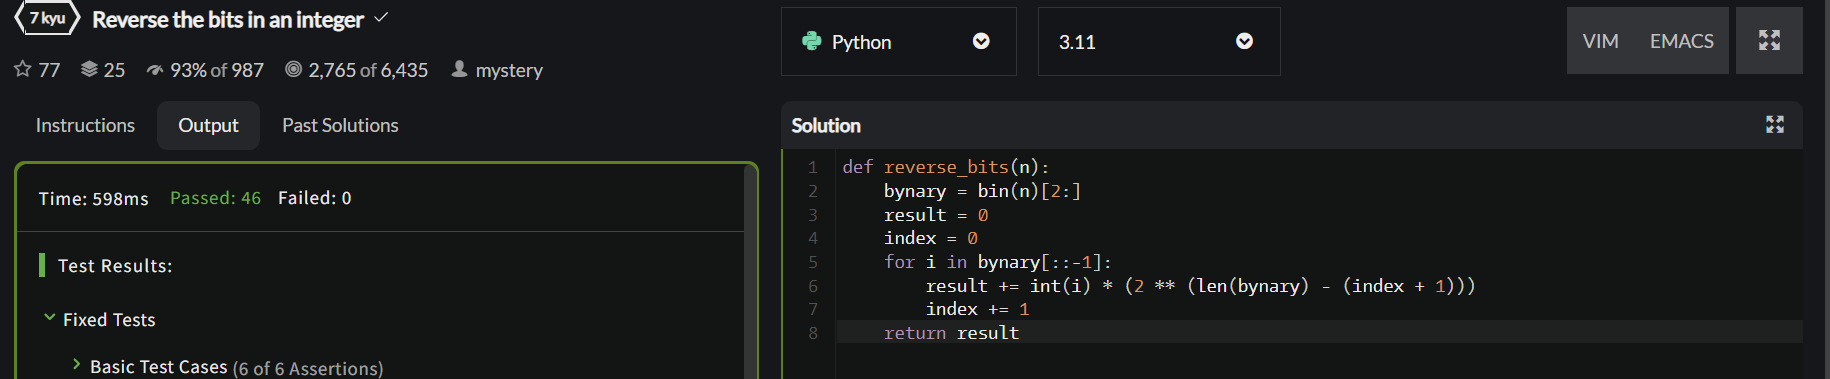 7 kyu Reverse the bits in an integer
77 25 93% of 987 2,765 of 6,435 mystery
Instructions Output Past Solutions
Time: 598ms Passed: 46 Failed: 0
Test Results:
Fixed Tests
Basic Test Cases (6 of 6 Assertions)
Python 3.11 VIM EMACS
Solution
1 def reverse_bits(n):
2     bynary = bin(n)[2:]
3     result = 0
4     index = 0
5     for i in bynary[::-1]:
6         result += int(i) * (2 ** (len(bynary) - (index + 1)))
7         index += 1
8     return result